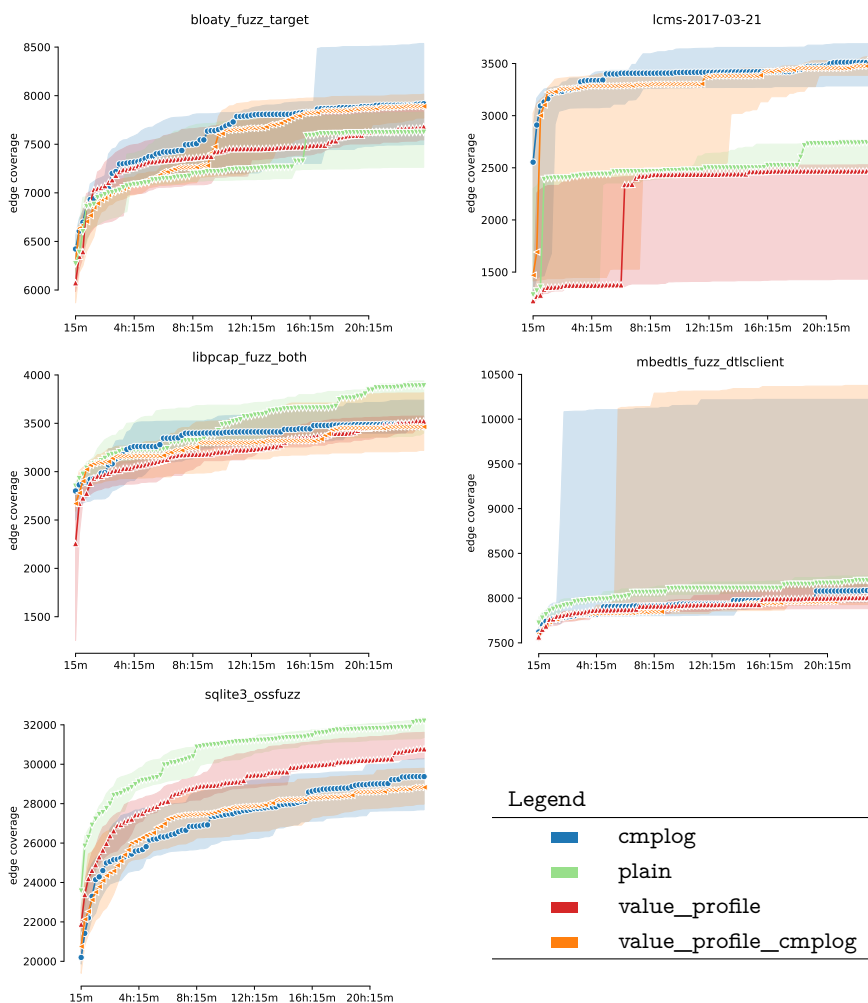 bloaty_fuzz_target
edge coverage
8500
8000
7500
7000
6500
6000
15m 4h:15m 8h:15m 12h:15m 16h:15m 20h:15m
lcms-2017-03-21
edge coverage
3500
3000
2500
2000
1500
15m 4h:15m 8h:15m 12h:15m 16h:15m 20h:15m
libpcap_fuzz_both
edge coverage
4000
3500
3000
2500
2000
1500
15m 4h:15m 8h:15m 12h:15m 16h:15m 20h:15m
mbedtls_fuzz_dtlsclient
edge coverage
10500
10000
9500
9000
8500
8000
7500
15m 4h:15m 8h:15m 12h:15m 16h:15m 20h:15m
sqlite3_ossfuzz
edge coverage
32000
30000
28000
26000
24000
22000
20000
15m 4h:15m 8h:15m 12h:15m 16h:15m 20h:15m
Legend
cmplog
plain
value_profile
value_profile_cmplog